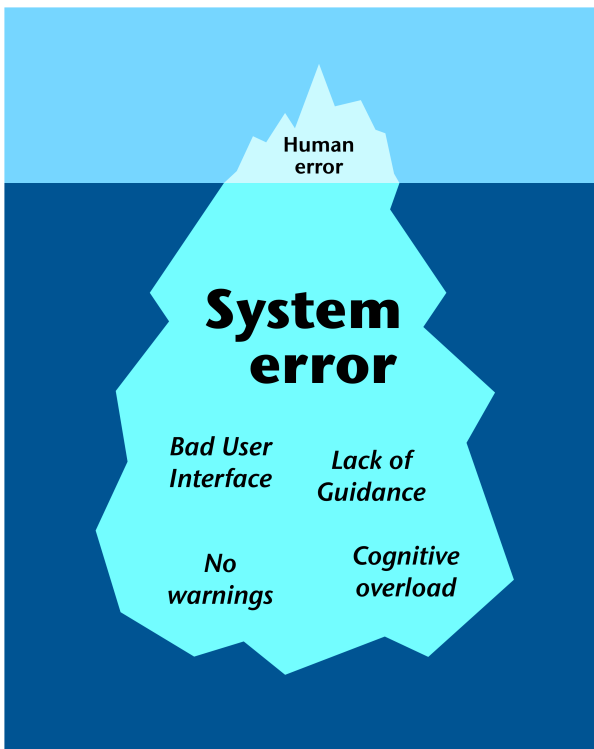 Human
error
System
error
Bad User
Interface
Lack of
Guidance
No
warnings
Cognitive
overload